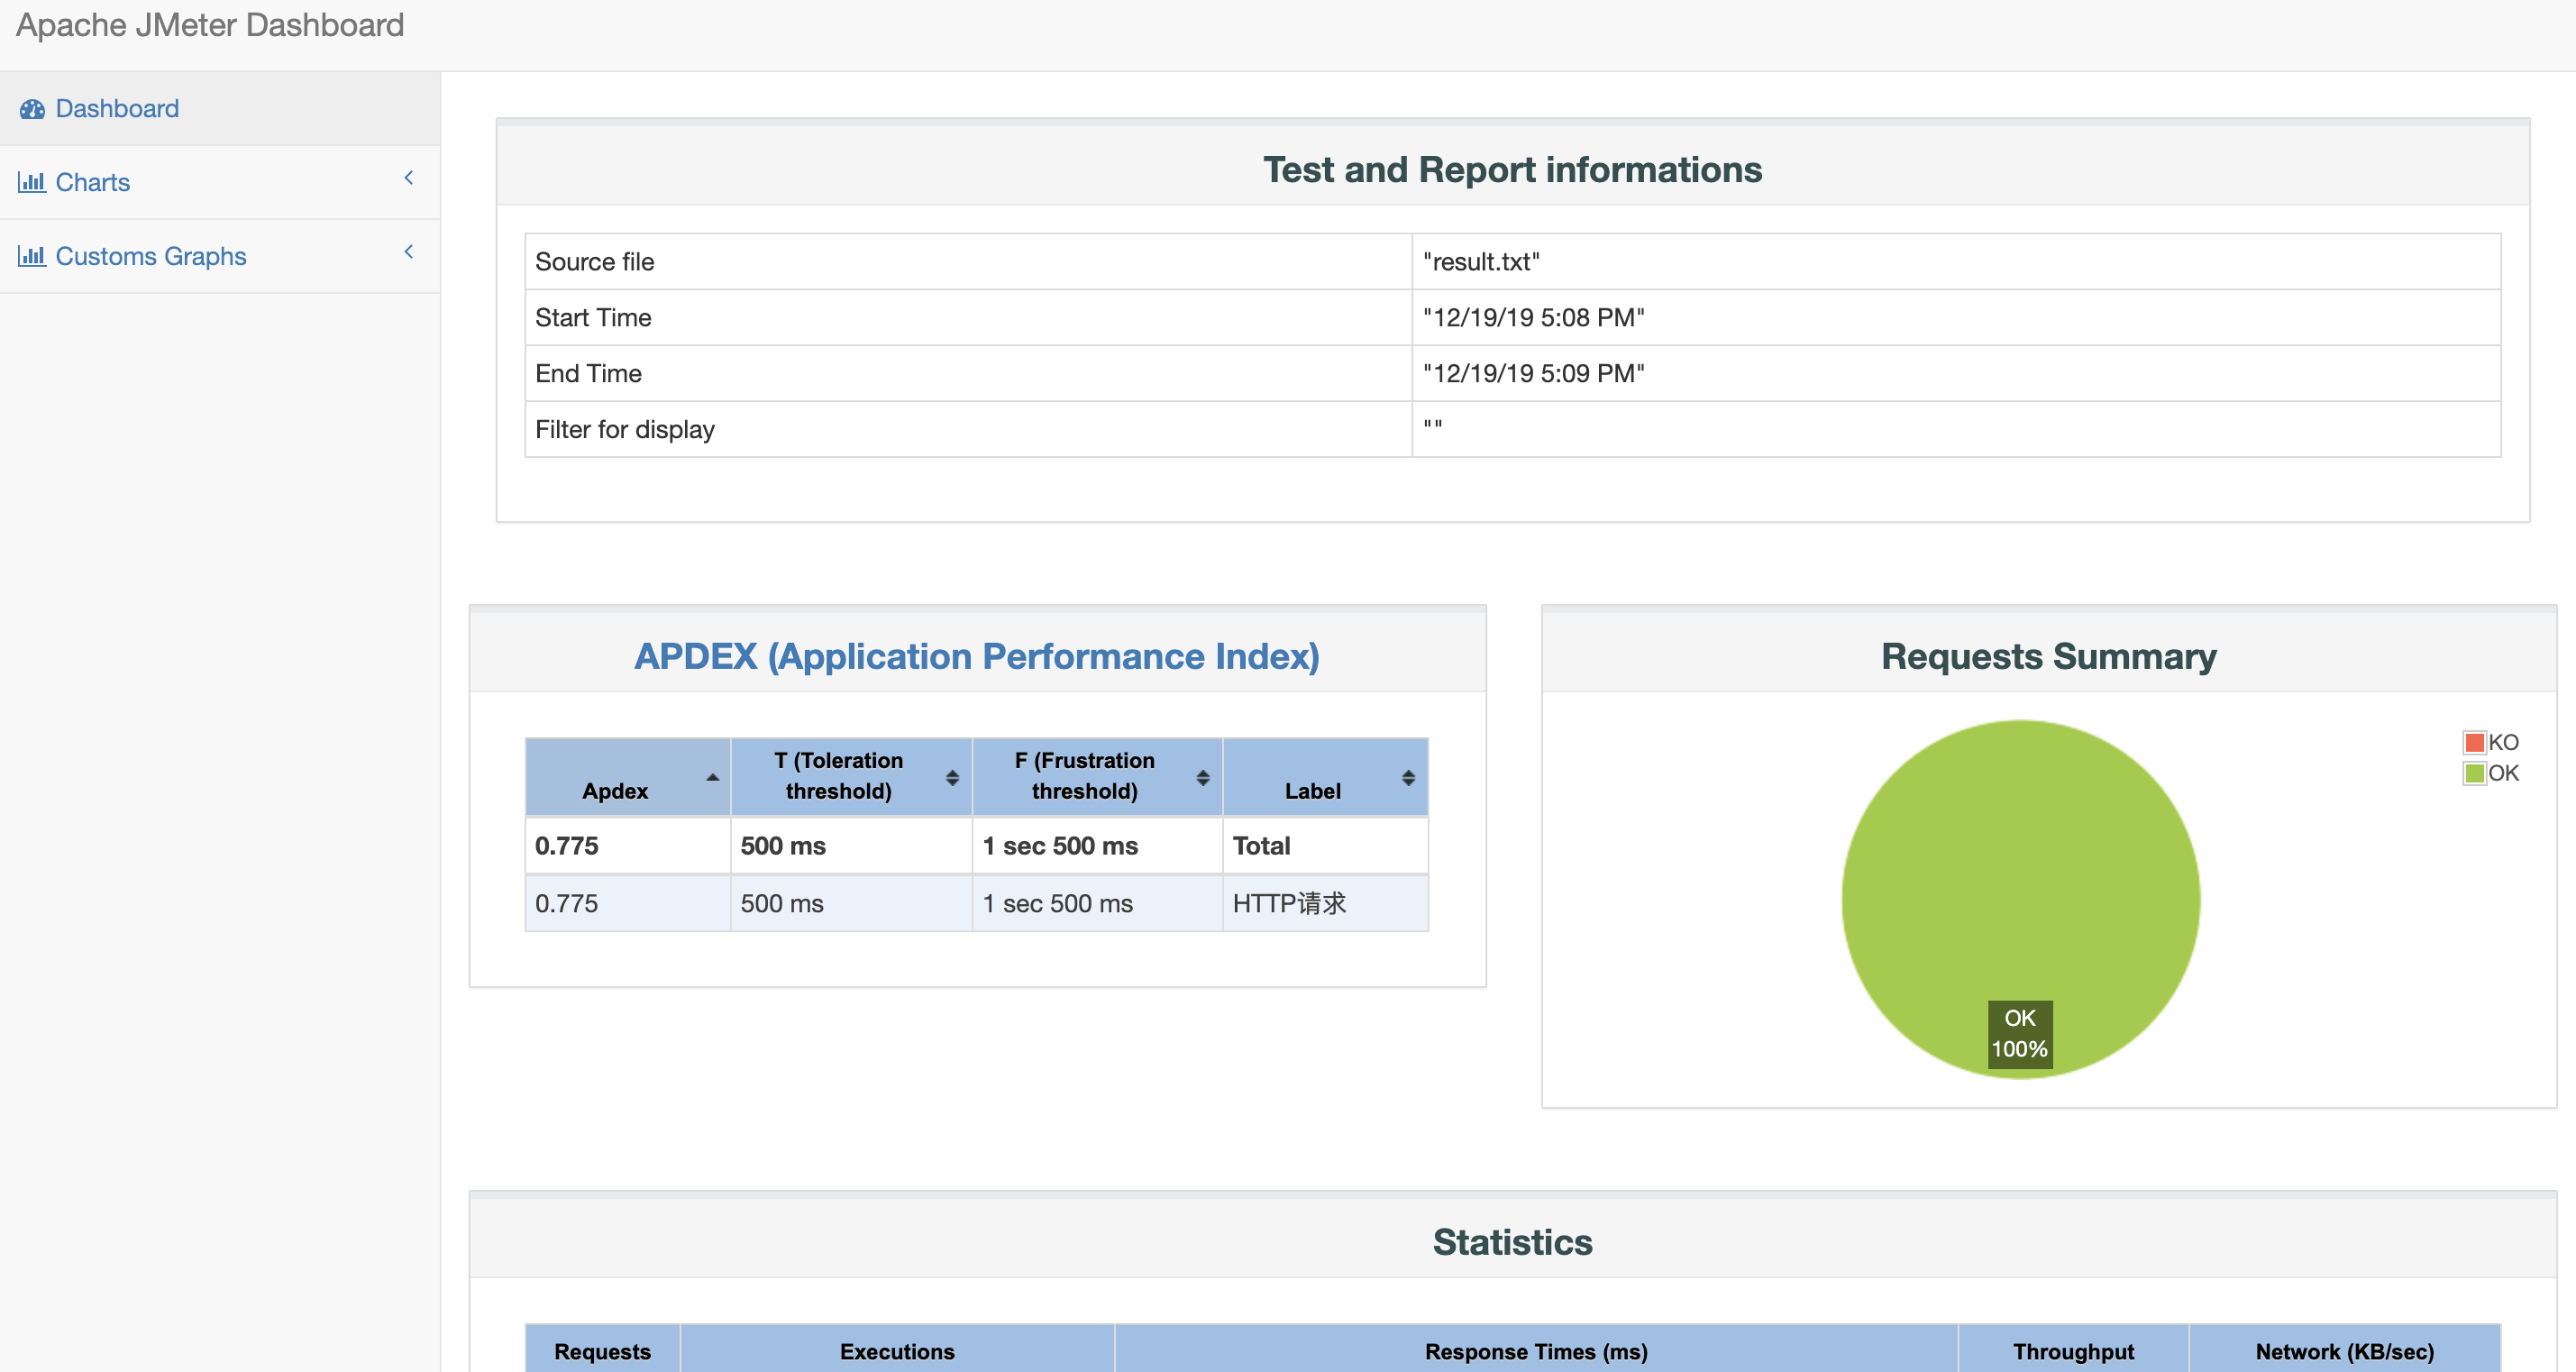 Apache JMeter Dashboard
Dashboard
Charts
Customs Graphs
Test and Report informations
Source file "result.txt"
Start Time "12/19/19 5:08 PM"
End Time "12/19/19 5:09 PM"
Filter for display ""
APDEX (Application Performance Index)
Apdex T (Toleration threshold) F (Frustration threshold) Label
0.775 500 ms 1 sec 500 ms Total
0.775 500 ms 1 sec 500 ms HTTP请求
Requests Summary
KO
OK
OK
100%
Statistics
Requests Executions Response Times (ms) Throughput Network (KB/sec)